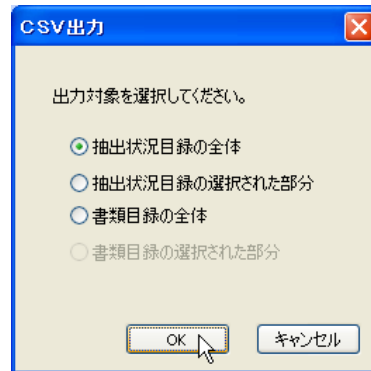 CSV出力
出力対象を選択してください。
抽出状況目録の全体
抽出状況目録の選択された部分
書類目録の全体
書類目録の選択された部分
OK
キャンセル